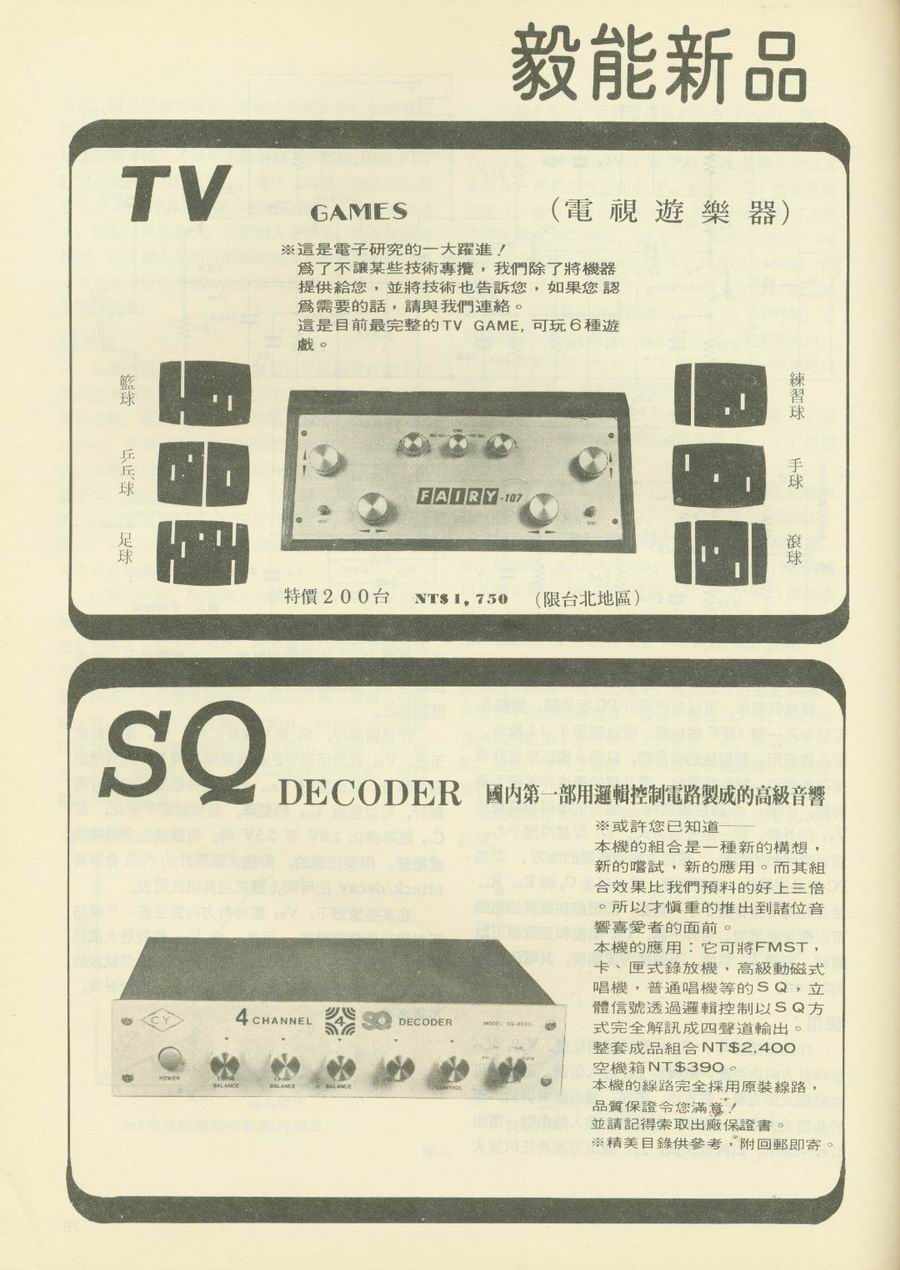 毅能新品
TV
GAMES
(電視遊樂器)
※這是電子研究的一大躍進！
爲了不讓某些技術專攬，我們除了將機器
提供給您，並將技術也告訴您，如果您認
爲需要的話，請與我們連絡。
這是目前最完整的TV GAME, 可玩6種遊
戲。
籃球
乒乓球
足球
練習球
手球
滾球
FAIRY-107
特價200台 NT$1,750 (限台北地區)
SQ
DECODER
國內第一部用邏輯控制電路製成的高級音響
※或許您已知道——
本機的組合是一種新的構想，
新的嚐試，新的應用。而其組
合效果比我們預料的好上三倍
。所以才愼重的推出到諸位音
響喜愛者的面前。
本機的應用：它可將FMST，
卡、匣式錄放機，高級動磁式
唱機，普通唱機等的SQ，立
體信號透過邏輯控制以SQ方
式完全解訊成四聲道輸出。
整套成品組合NT$2,400
空機箱NT$390。
本機的線路完全採用原裝線路，
品質保證令您滿意！
並請記得索取出廠保證書。
※精美目錄供參考，附回郵即寄。
CY
4 CHANNEL 4 SQ DECODER
POWER
BALANCE
BALANCE
BALANCE
CONTROL